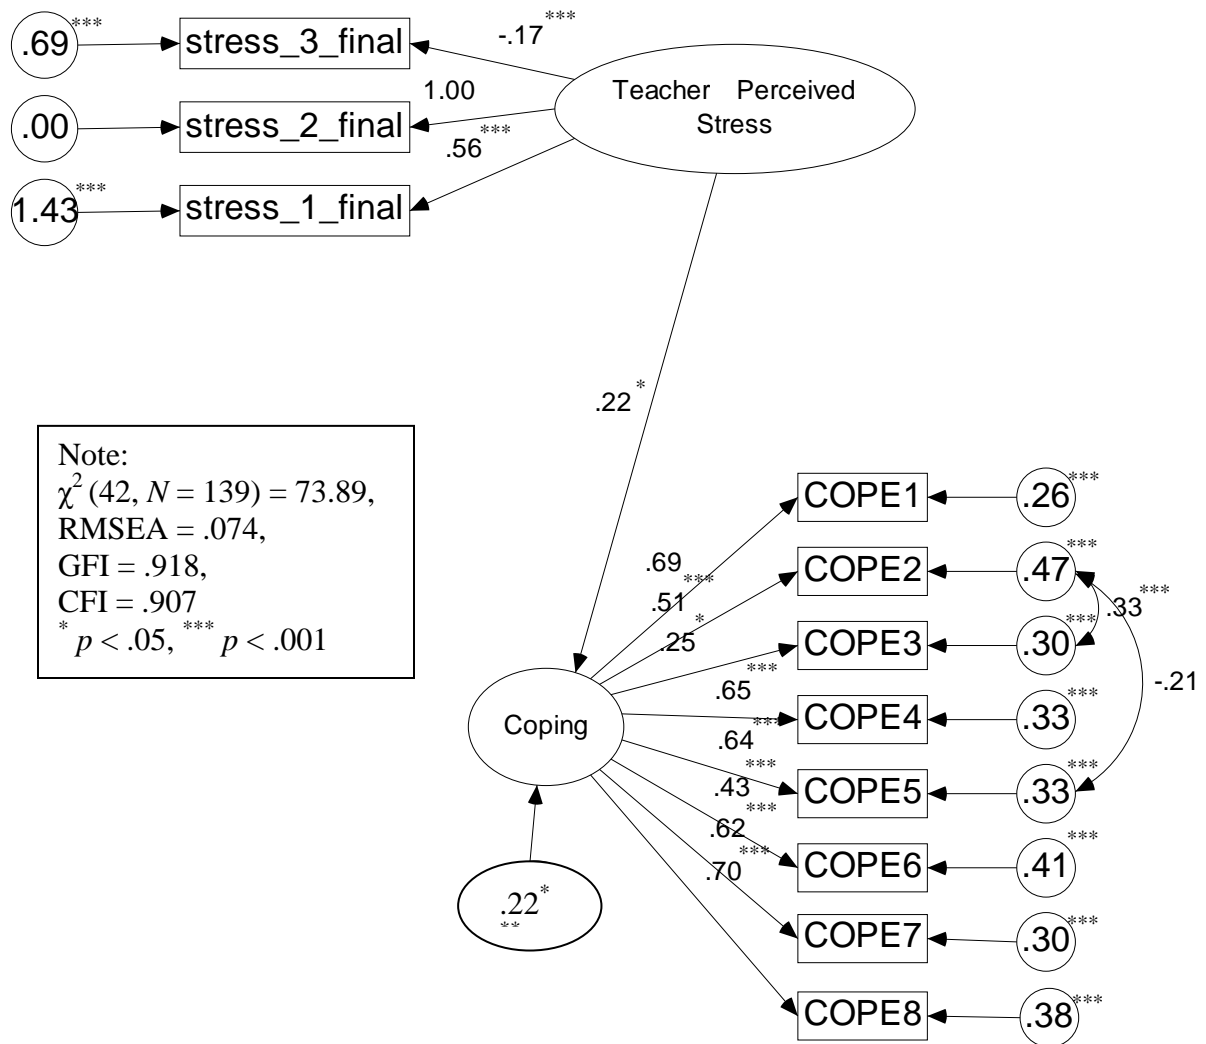 .69*** stress_3_final -.17***
Teacher Perceived
Stress
.00 stress_2_final 1.00
1.43*** stress_1_final .56***
.22*
Note:
χ² (42, N = 139) = 73.89,
RMSEA = .074,
GFI = .918,
CFI = .907
* p < .05, *** p < .001
.69 COPE1 .26***
.51*** COPE2 .47***
.25* COPE3 .30***
.33***
.65*** COPE4 .33***
-.21
Coping
.64*** COPE5 .33***
.43*** COPE6 .41***
.62*** COPE7 .30***
.70*** COPE8 .38***
.22*
**